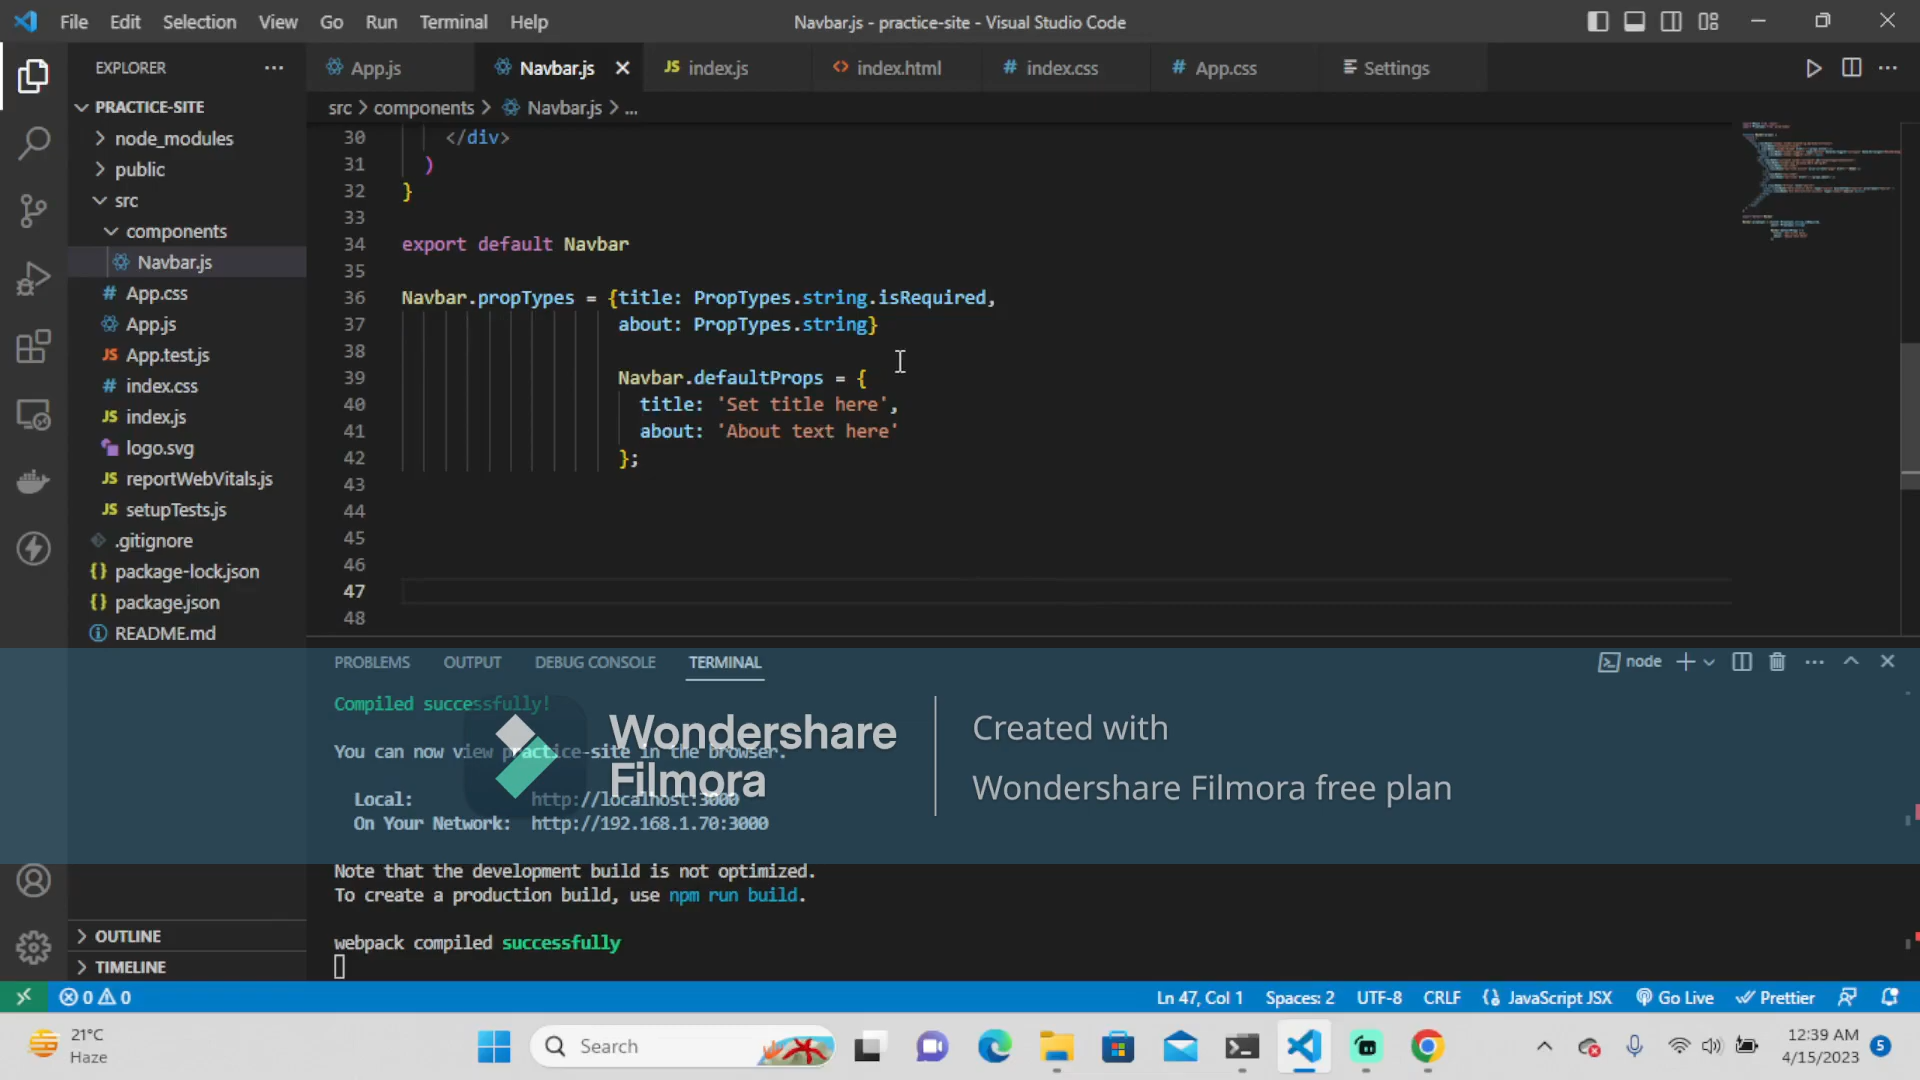 File Edit Selection View Go Run Terminal Help
Navbar.js - practice-site - Visual Studio Code
EXPLORER
App.js
Navbar.js
JS index.js
<> index.html
# index.css
# App.css
Settings
PRACTICE-SITE
node_modules
public
src
components
Navbar.js
# App.css
App.js
JS App.test.js
# index.css
JS index.js
logo.svg
JS reportWebVitals.js
JS setupTests.js
.gitignore
{} package-lock.json
{} package.json
README.md
OUTLINE
TIMELINE
src > components > Navbar.js > ...
30 </div>
31 )
32 }
33
34 export default Navbar
35
36 Navbar.propTypes = {title: PropTypes.string.isRequired,
37 about: PropTypes.string}
38
39 Navbar.defaultProps = {
40 title: 'Set title here',
41 about: 'About text here'
42 };
43
44
45
46
47
48
PROBLEMS OUTPUT DEBUG CONSOLE TERMINAL
node
Compiled successfully!
You can now view practice-site in the browser.
Local: http://localhost:3000
On Your Network: http://192.168.1.70:3000
Note that the development build is not optimized.
To create a production build, use npm run build.
webpack compiled successfully
Wondershare
Filmora
Created with
Wondershare Filmora free plan
0 0
Ln 47, Col 1 Spaces: 2 UTF-8 CRLF {} JavaScript JSX Go Live Prettier
21°C
Haze
Search
12:39 AM
4/15/2023
5